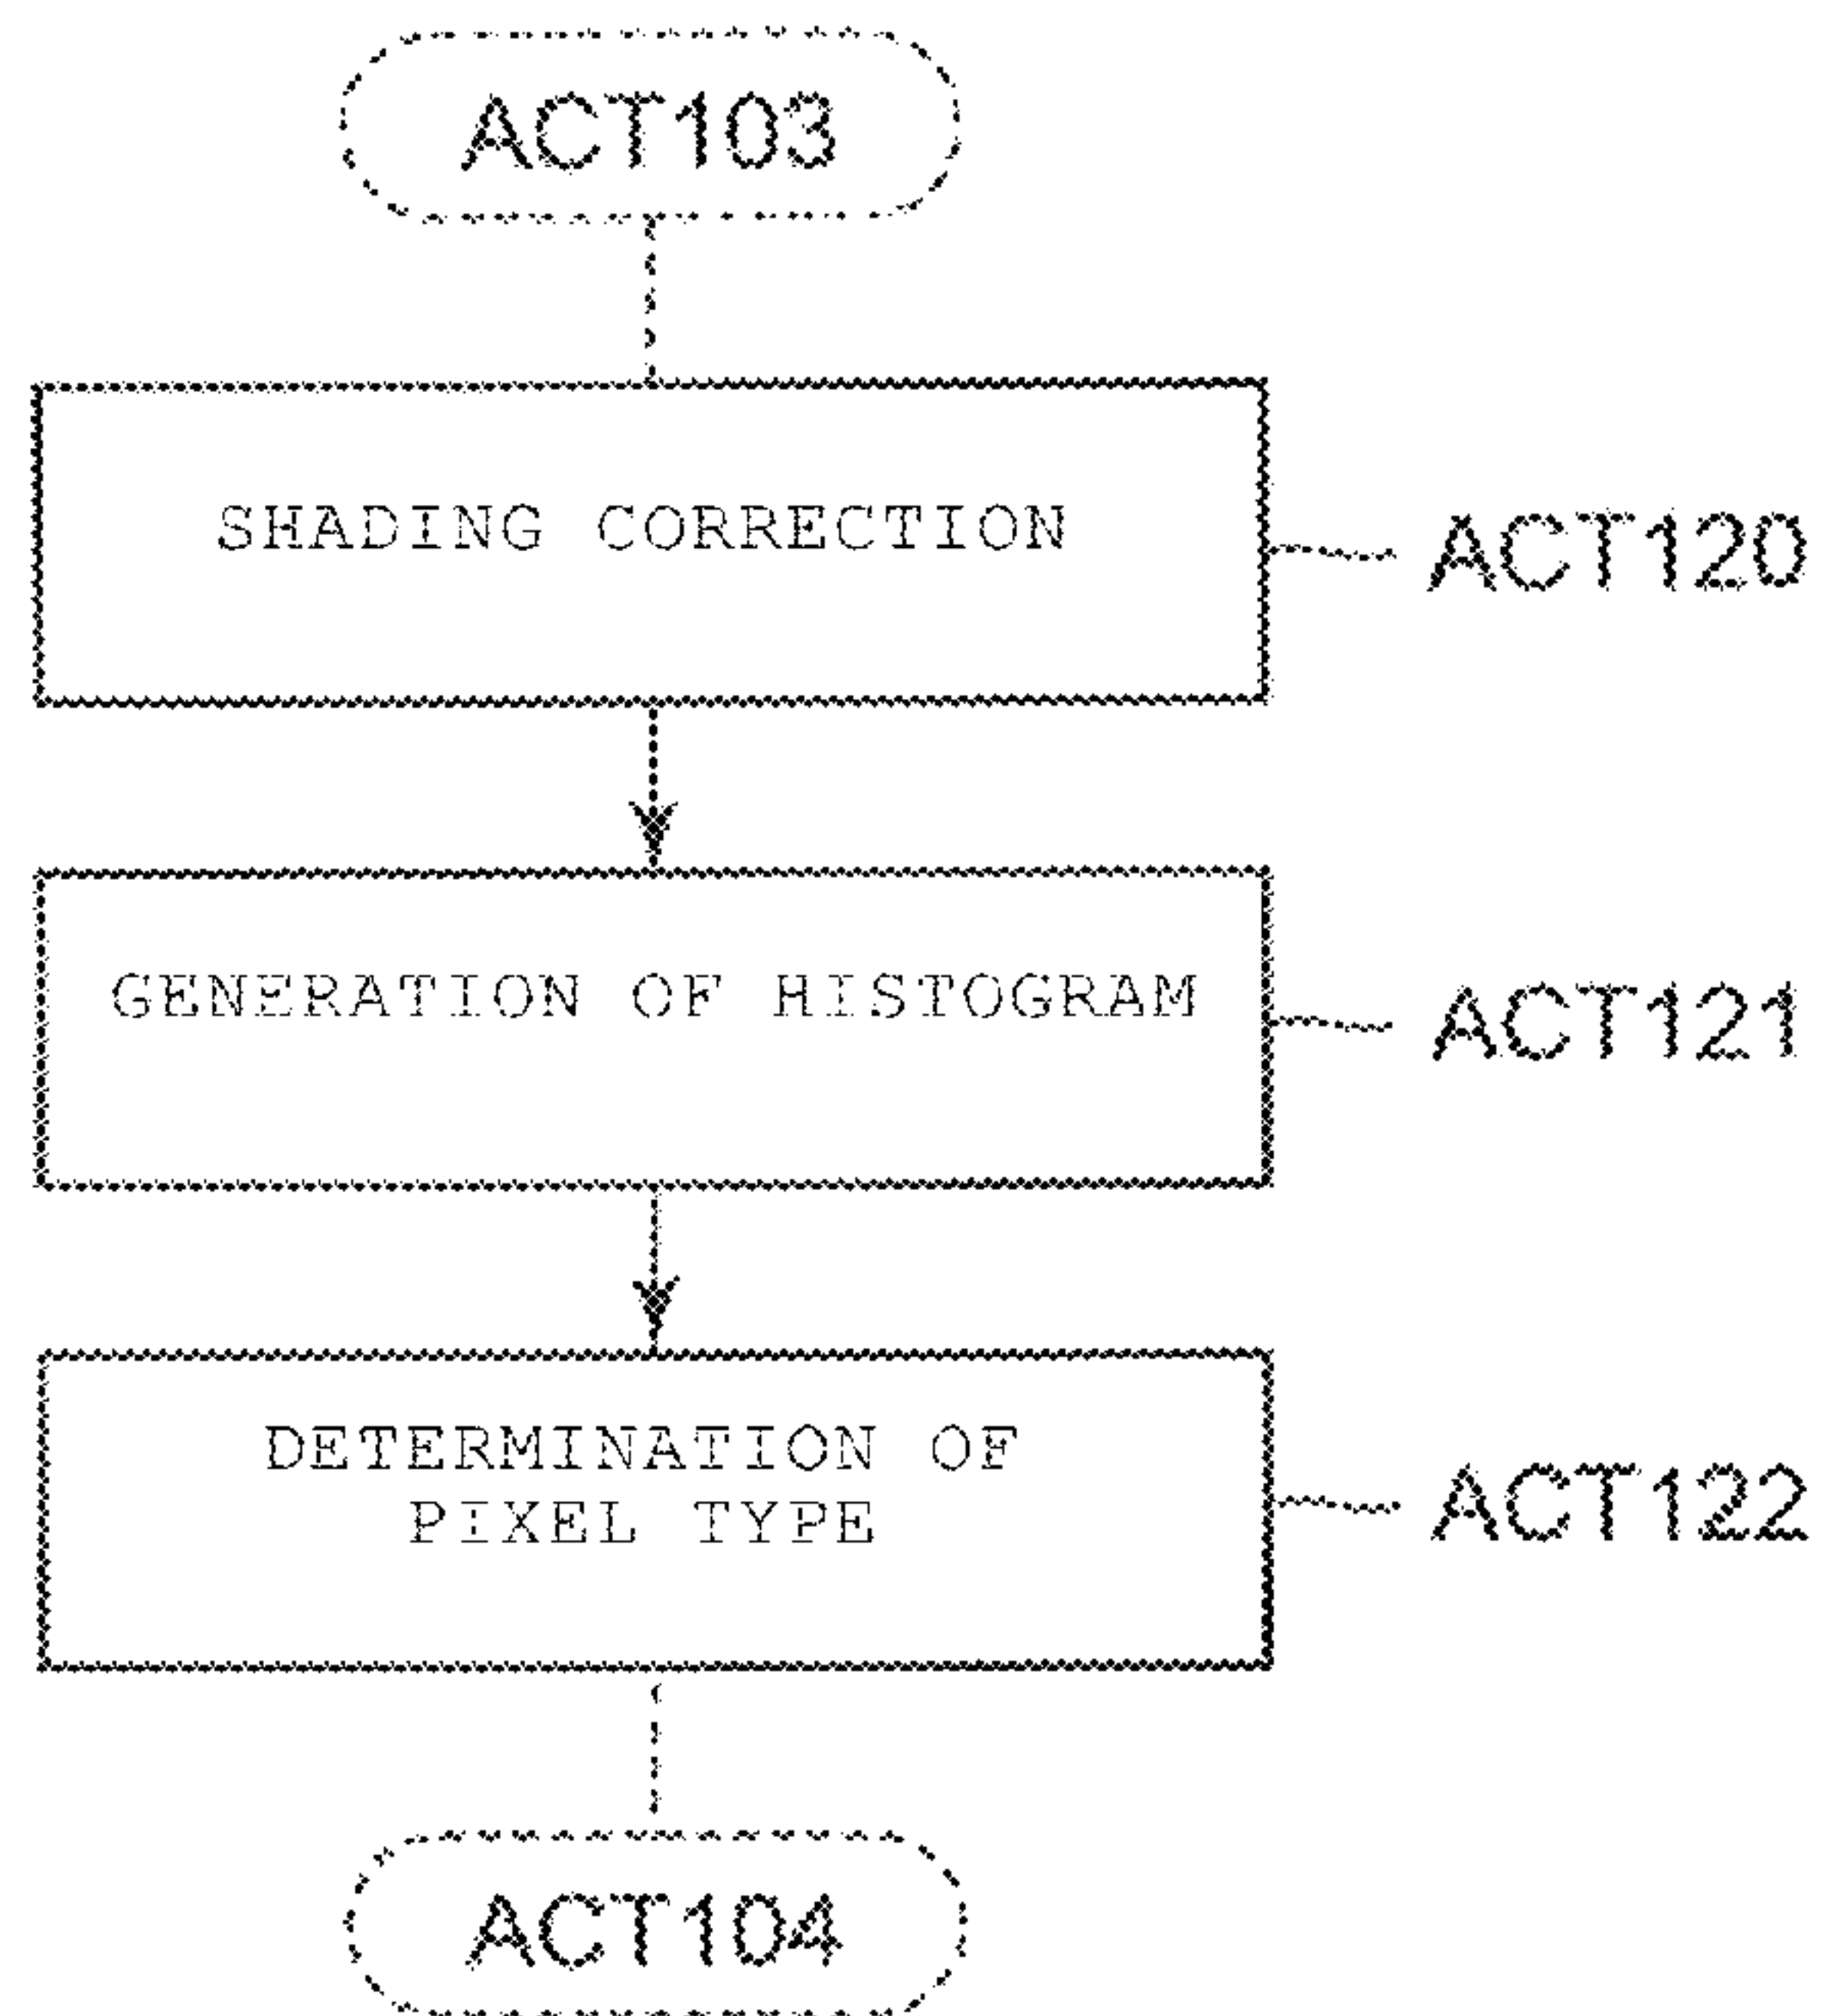 ACT103
SHADING CORRECTION
ACT120
GENERATION OF HISTOGRAM
ACT121
DETERMINATION OF
PIXEL TYPE
ACT122
ACT104